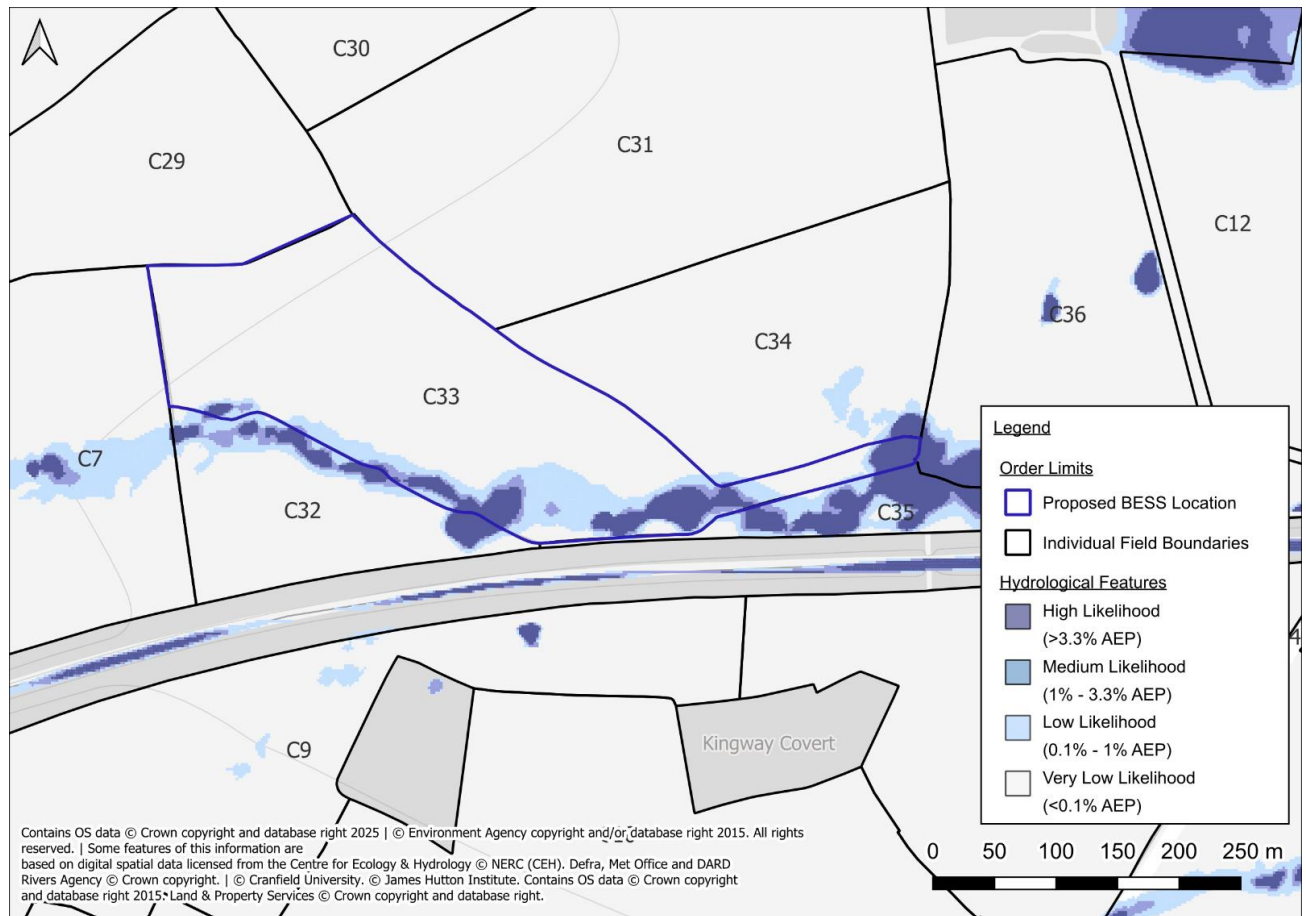 C30
C31
C29
C12
C36
C34
C33
C7
C32
C35
Legend
Order Limits
Proposed BESS Location
Individual Field Boundaries
Hydrological Features
High Likelihood
(>3.3% AEP)
Medium Likelihood
(1% - 3.3% AEP)
Low Likelihood
(0.1% - 1% AEP)
Very Low Likelihood
(<0.1% AEP)
4
C9
Kingway Covert
Contains OS data © Crown copyright and database right 2025 | © Environment Agency copyright and/or database right 2015. All rights
reserved. | Some features of this information are
based on digital spatial data licensed from the Centre for Ecology & Hydrology © NERC (CEH). Defra, Met Office and DARD
Rivers Agency © Crown copyright. | © Cranfield University. © James Hutton Institute. Contains OS data © Crown copyright
and database right 2015. Land & Property Services © Crown copyright and database right.
0 50 100 150 200 250 m